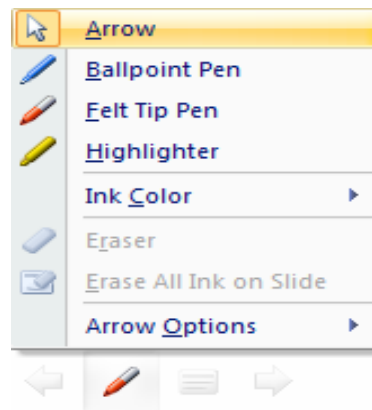 Arrow
Ballpoint Pen
Felt Tip Pen
Highlighter
Ink Color
Eraser
Erase All Ink on Slide
Arrow Options